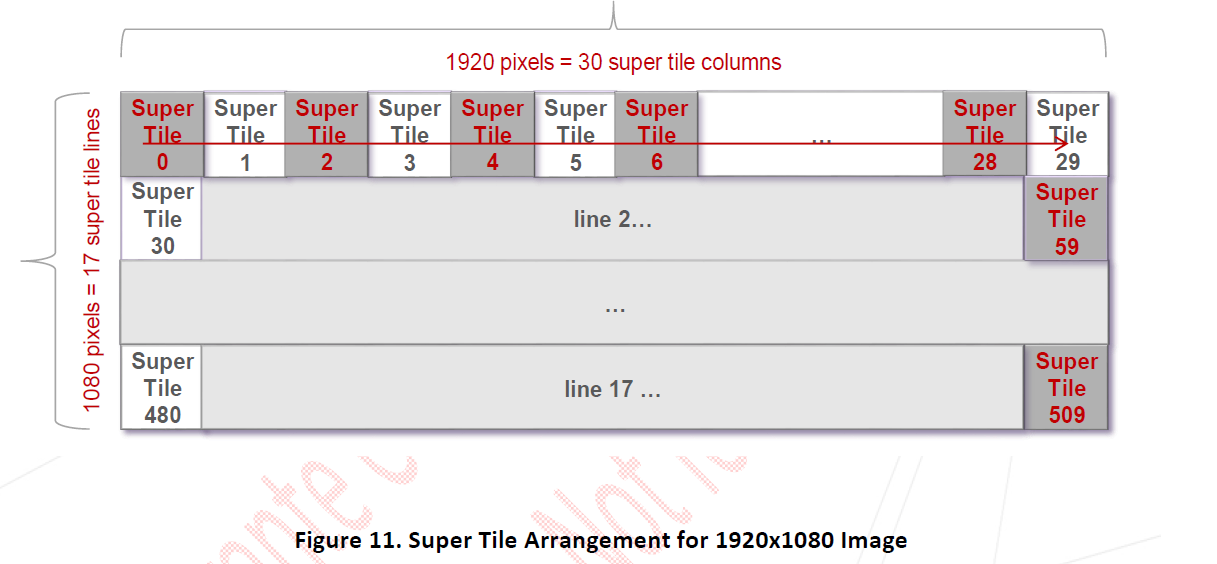 1920 pixels = 30 super tile columns
1080 pixels = 17 super tile lines
Super Tile 0
Super Tile 1
Super Tile 2
Super Tile 3
Super Tile 4
Super Tile 5
Super Tile 6
...
Super Tile 28
Super Tile 29
Super Tile 30
line 2...
Super Tile 59
...
Super Tile 480
line 17 ...
Super Tile 509
Not
Figure 11. Super Tile Arrangement for 1920x1080 Image